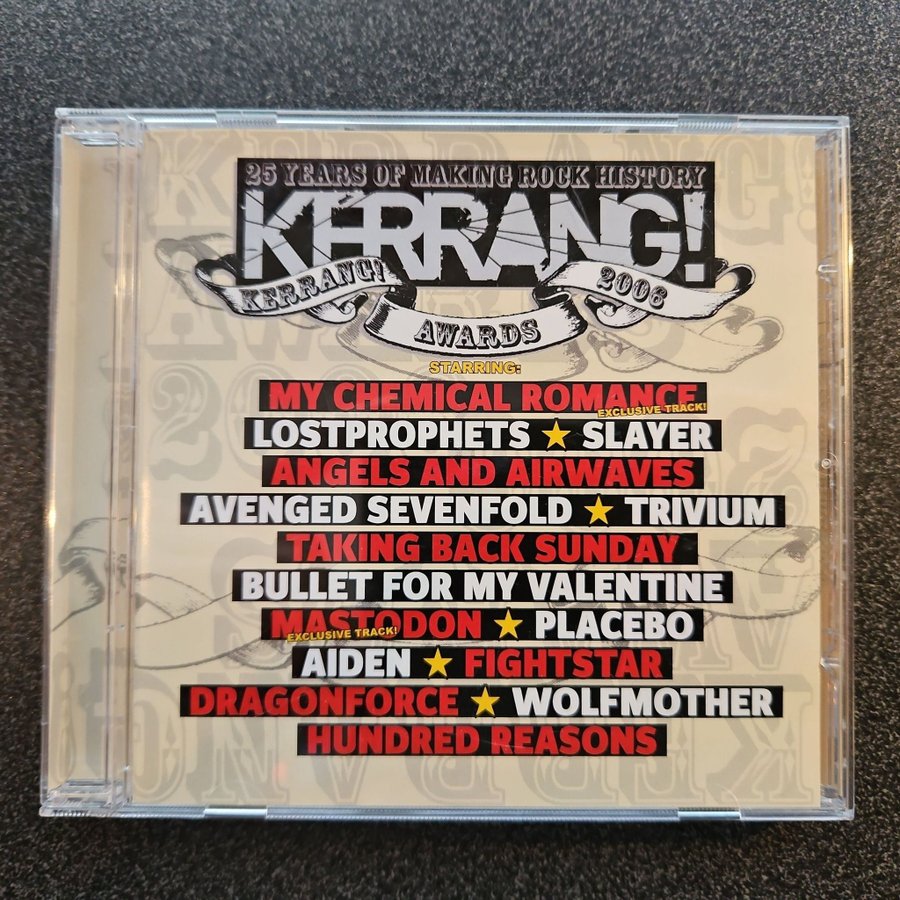 25 YEARS OF MAKING ROCK HISTORY
KERRANG!
KERRANG! AWARDS 2006
STARRING:
MY CHEMICAL ROMANCE
EXCLUSIVE TRACK!
LOSTPROPHETS ★ SLAYER
ANGELS AND AIRWAVES
AVENGED SEVENFOLD ★ TRIVIUM
TAKING BACK SUNDAY
BULLET FOR MY VALENTINE
MASTODON ★ PLACEBO
EXCLUSIVE TRACK!
AIDEN ★ FIGHTSTAR
DRAGONFORCE ★ WOLFMOTHER
HUNDRED REASONS